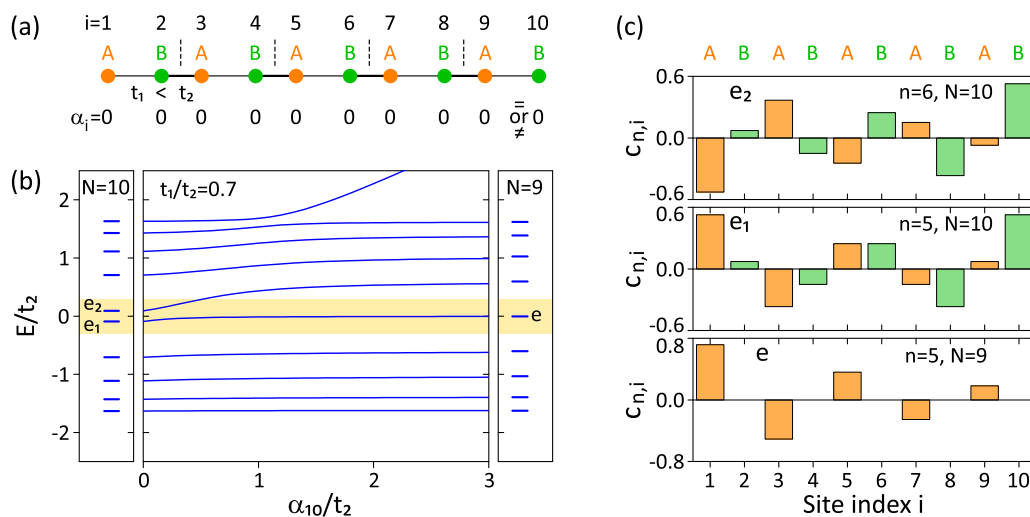 (a)
i=1 2 3 4 5 6 7 8 9 10
A B A B A B A B A B
t₁ < t₂
αᵢ=0 0 0 0 0 0 0 0 0 = or ≠ 0
(b)
N=10
t₁/t₂=0.7
N=9
2
1
0
-1
-2
E/t₂
e₂
e₁
e
0 1 2 3
α₁₀/t₂
(c)
A B A B A B A B A B
0.6
0.0
-0.6
cₙ,ᵢ
e₂
n=6, N=10
0.6
0.0
-0.6
cₙ,ᵢ
e₁
n=5, N=10
0.8
0.0
-0.8
cₙ,ᵢ
e
n=5, N=9
1 2 3 4 5 6 7 8 9 10
Site index i